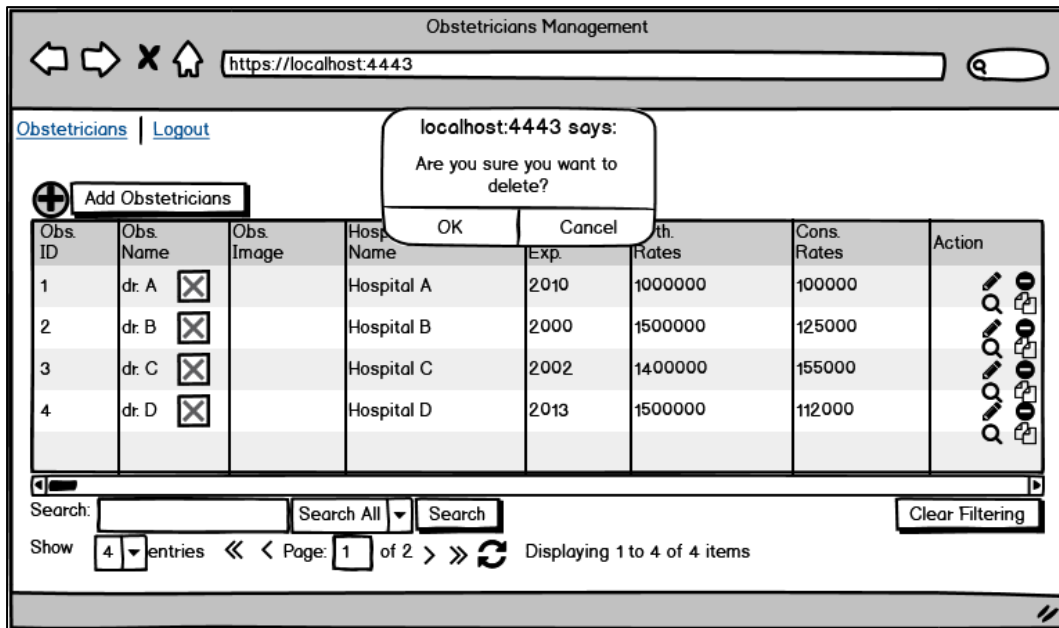 Obstetricians Management
https://localhost:4443
Obstetricians | Logout
localhost:4443 says:
Are you sure you want to
delete?
OK Cancel
Add Obstetricians
Obs. ID Obs. Name Obs. Image Name Exp. Rates Cons. Rates Action
1 dr. A Hospital A 2010 1000000 100000
2 dr. B Hospital B 2000 1500000 125000
3 dr. C Hospital C 2002 1400000 155000
4 dr. D Hospital D 2013 1500000 112000
Search: Search All Search Clear Filtering
Show 4 entries Page: 1 of 2 Displaying 1 to 4 of 4 items